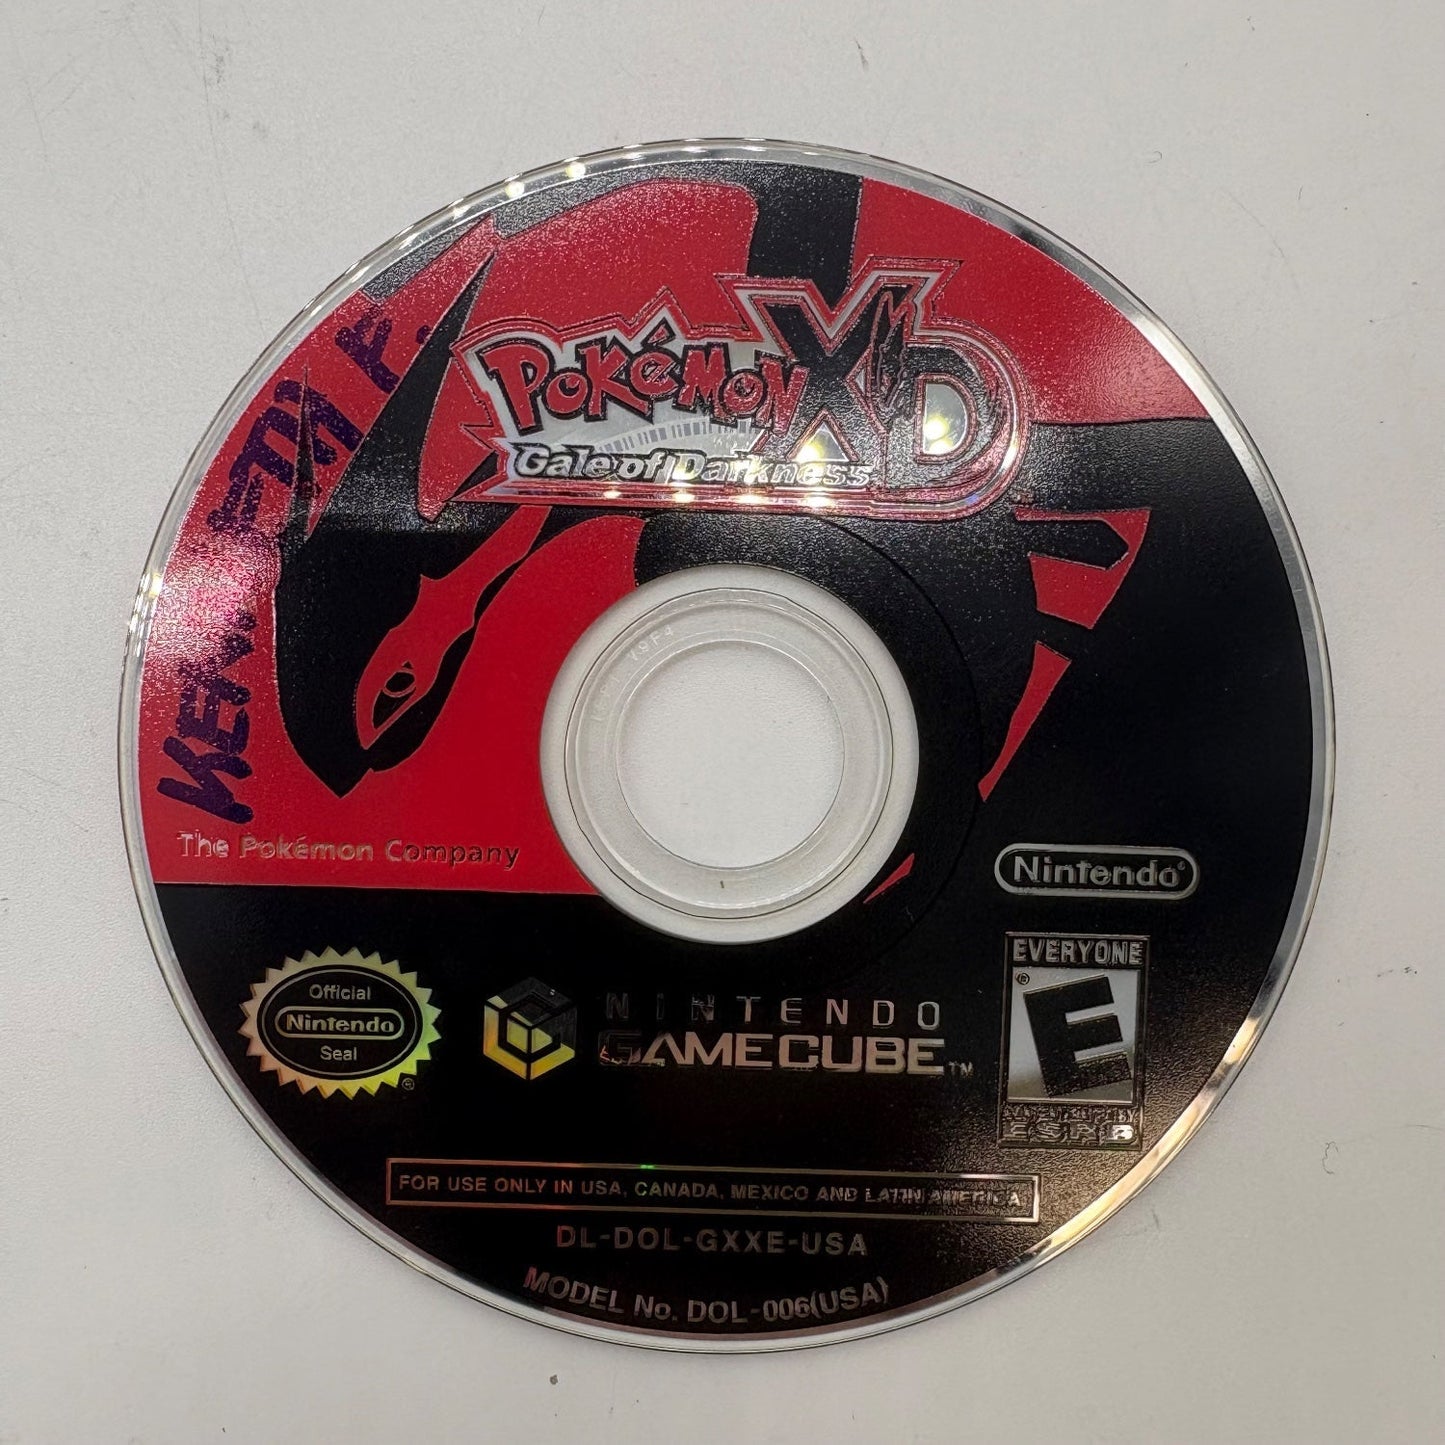 Pokémon XD
Gale of Darkness
The Pokémon Company
Nintendo®
Official
Nintendo
Seal
®
NINTENDO
GAMECUBE™
EVERYONE
®
E
ESRB
FOR USE ONLY IN USA, CANADA, MEXICO AND LATIN AMERICA
DL-DOL-GXXE-USA
MODEL No. DOL-006(USA)